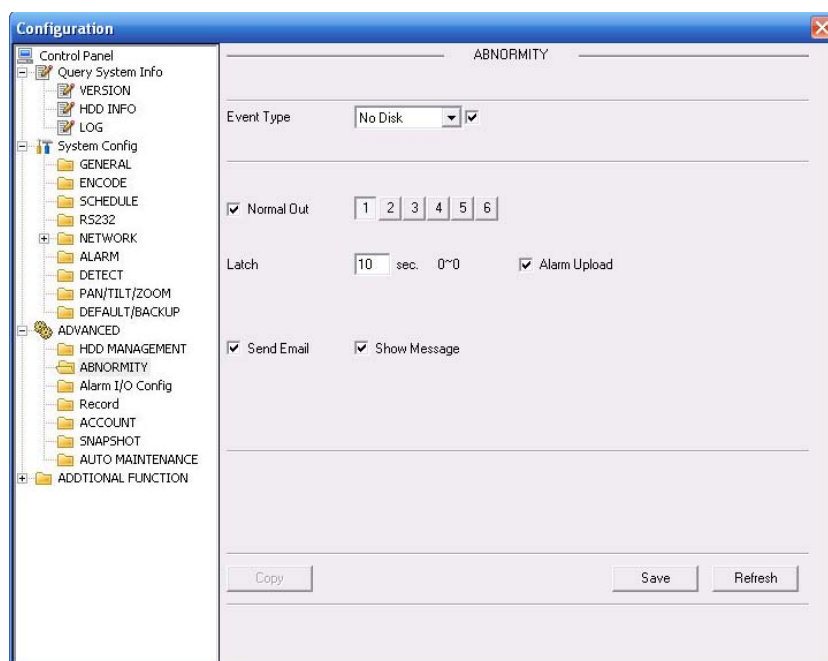 Configuration
Control Panel
Query System Info
VERSION
HDD INFO
LOG
System Config
GENERAL
ENCODE
SCHEDULE
RS232
NETWORK
ALARM
DETECT
PAN/TILT/ZOOM
DEFAULT/BACKUP
ADVANCED
HDD MANAGEMENT
ABNORMITY
Alarm I/O Config
Record
ACCOUNT
SNAPSHOT
AUTO MAINTENANCE
ADDTIONAL FUNCTION
ABNORMITY
Event Type No Disk
Normal Out 1 2 3 4 5 6
Latch 10 sec. 0~0 Alarm Upload
Send Email Show Message
Copy Save Refresh